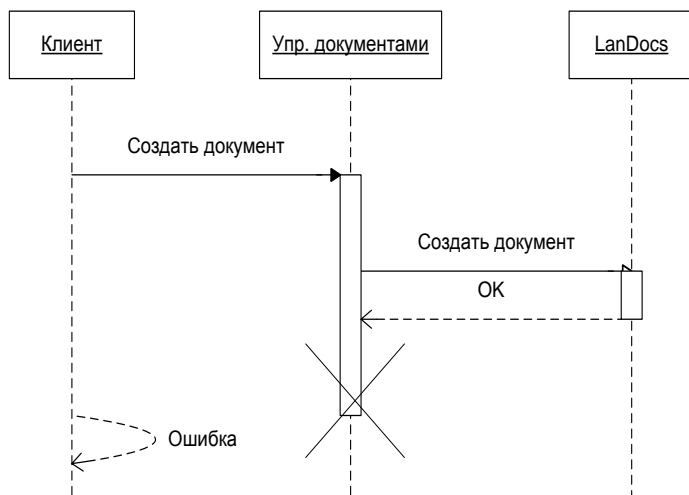 Клиент
Упр. документами
LanDocs
Создать документ
Создать документ
OK
Ошибка